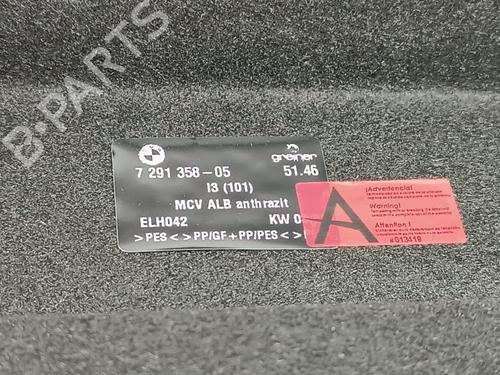 B-PARTS
greiner
7 291 358-05 51.46
I3 (101)
MCV ALB anthrazit
ELH042 KW 0
> PES < > PP/GF + PP/PES < >
A
¡Advertencia!
Warning!
Attention !
#013419